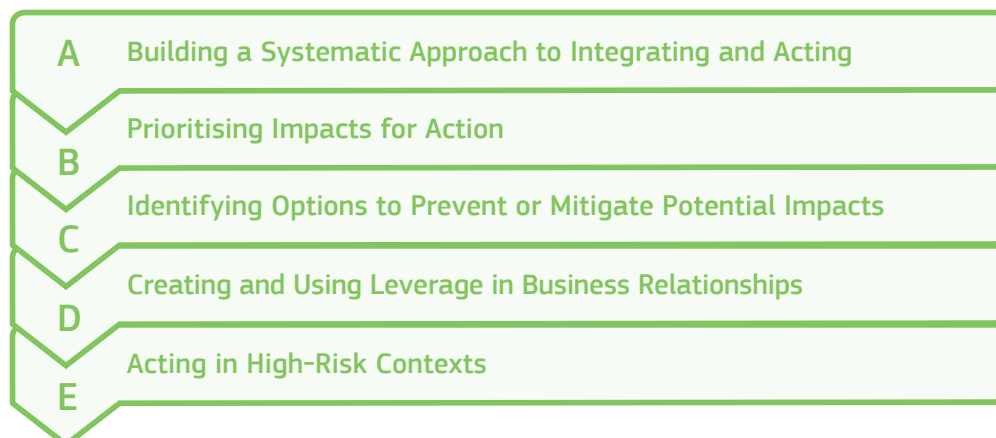 A Building a Systematic Approach to Integrating and Acting
B Prioritising Impacts for Action
C Identifying Options to Prevent or Mitigate Potential Impacts
D Creating and Using Leverage in Business Relationships
E Acting in High-Risk Contexts